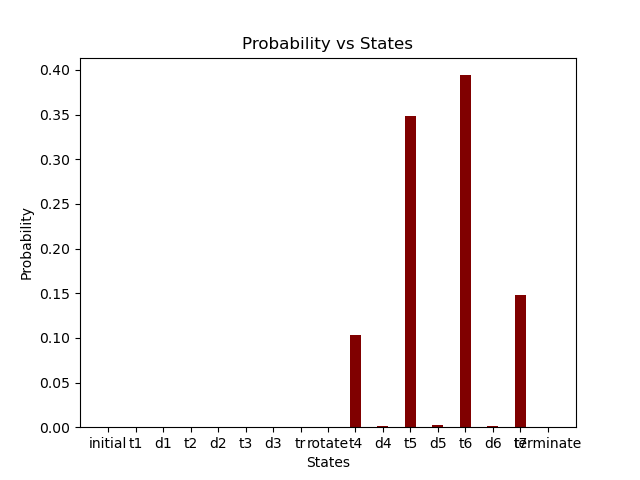 Probability vs States
0.40
0.35
0.30
0.25
0.20
0.15
0.10
0.05
0.00
Probability
initial t1 d1 t2 d2 t3 d3 tr rotate t4 d4 t5 d5 t6 d6 t7 terminate
States